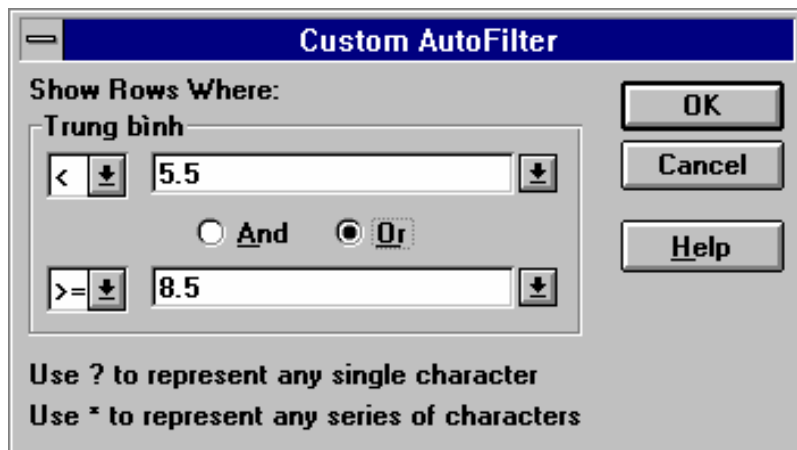 Custom AutoFilter
Show Rows Where:
Trung bình
< 5.5
And Or
>= 8.5
OK
Cancel
Help
Use ? to represent any single character
Use * to represent any series of characters